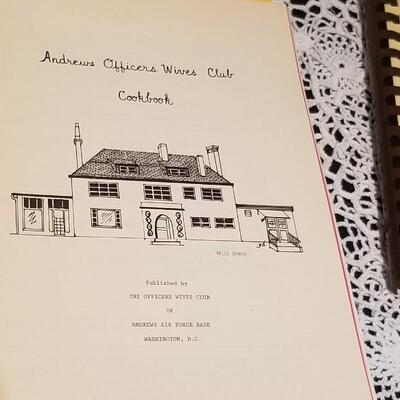 Andrews Officers Wives Club
Cookbook
Published by
THE OFFICERS WIVES CLUB
OF
ANDREWS AIR FORCE BASE
WASHINGTON, D.C.